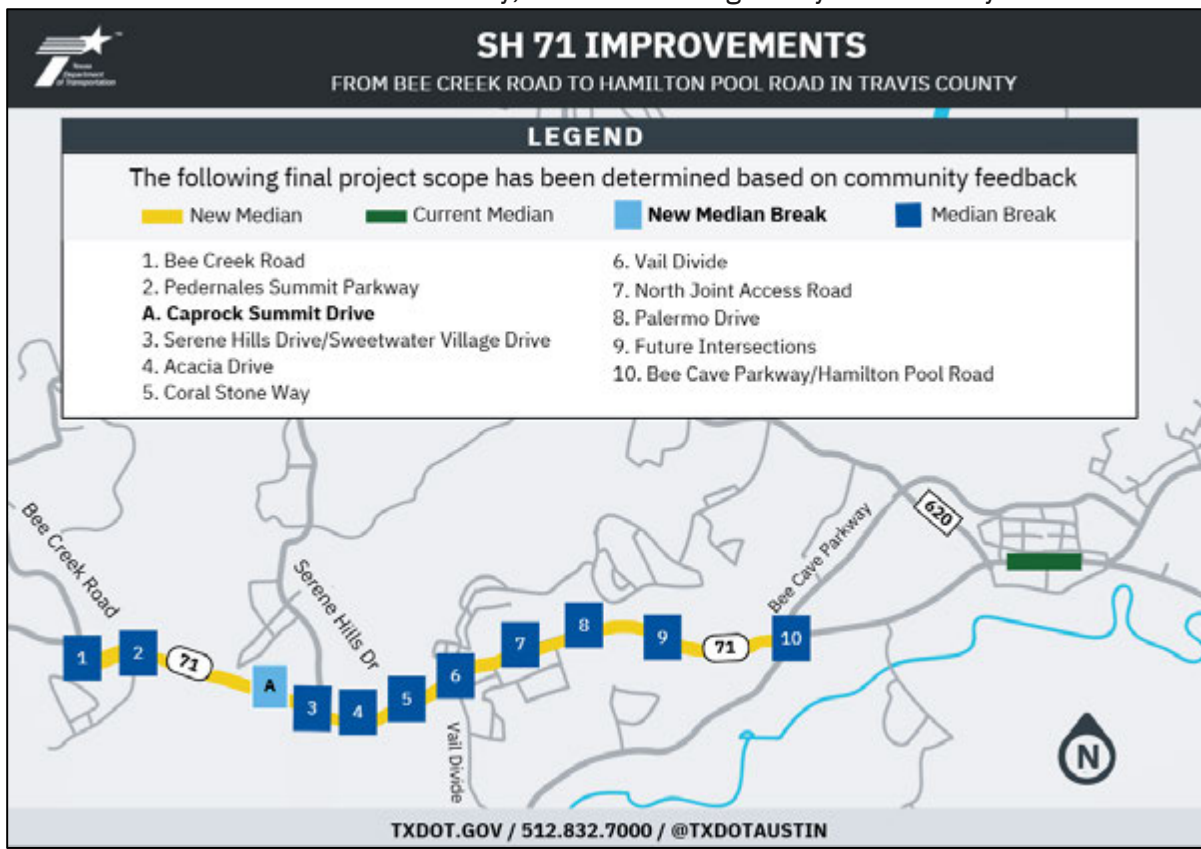 SH 71 IMPROVEMENTS
Texas
Department
of Transportation
FROM BEE CREEK ROAD TO HAMILTON POOL ROAD IN TRAVIS COUNTY
LEGEND
The following final project scope has been determined based on community feedback
New Median Current Median New Median Break Median Break
1. Bee Creek Road
2. Pedernales Summit Parkway
A. Caprock Summit Drive
3. Serene Hills Drive/Sweetwater Village Drive
4. Acacia Drive
5. Coral Stone Way
6. Vail Divide
7. North Joint Access Road
8. Palermo Drive
9. Future Intersections
10. Bee Cave Parkway/Hamilton Pool Road
Bee Creek Road
Serene Hills Dr
Vail Divide
Bee Cave Parkway
620
1
2
71
A
3
4
5
6
7
8
9
71
10
N
TXDOT.GOV / 512.832.7000 / @TXDOTAUSTIN